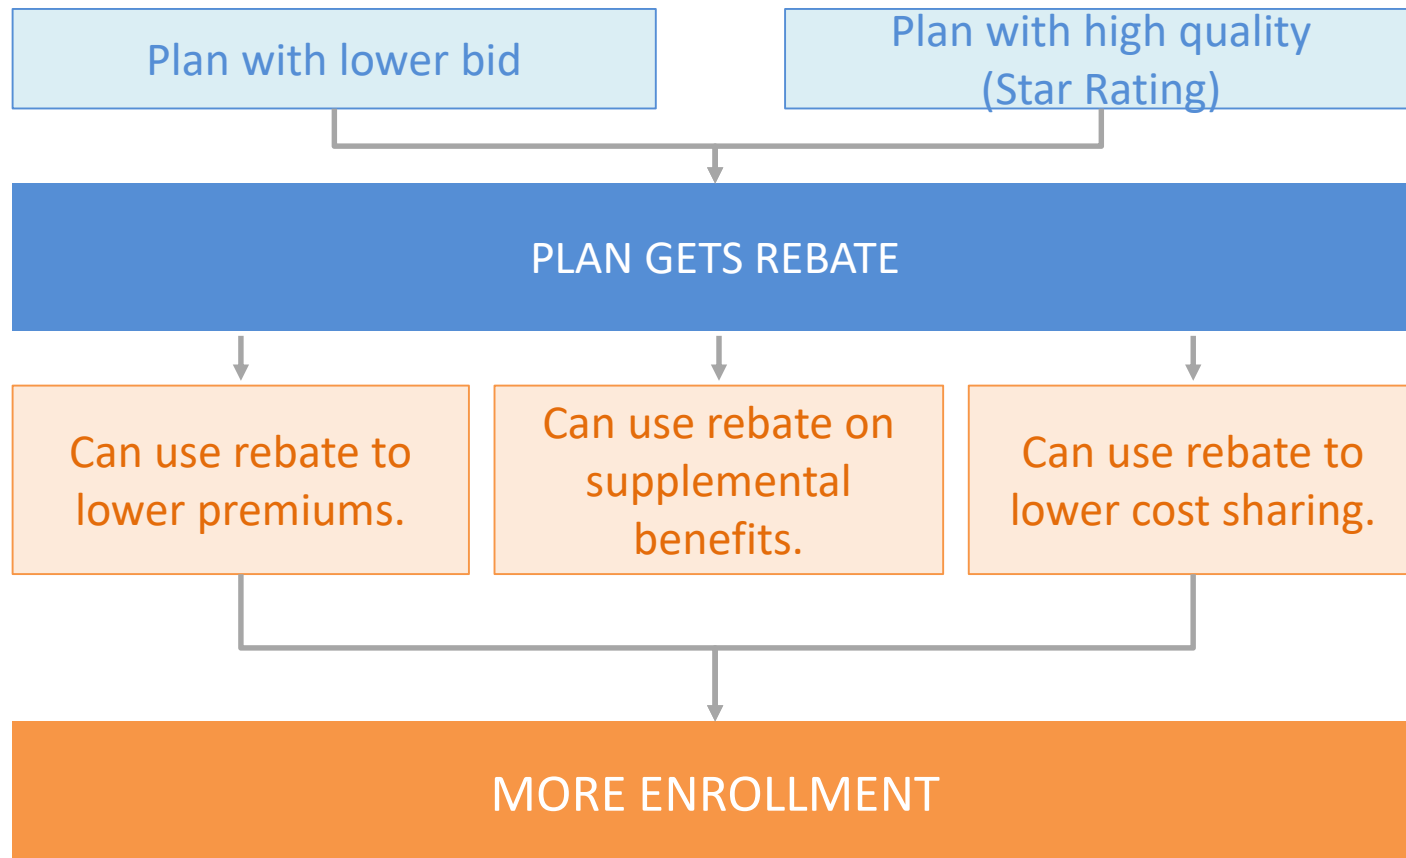 Plan with lower bid
Plan with high quality
(Star Rating)
PLAN GETS REBATE
Can use rebate to
lower premiums.
Can use rebate on
supplemental
benefits.
Can use rebate to
lower cost sharing.
MORE ENROLLMENT